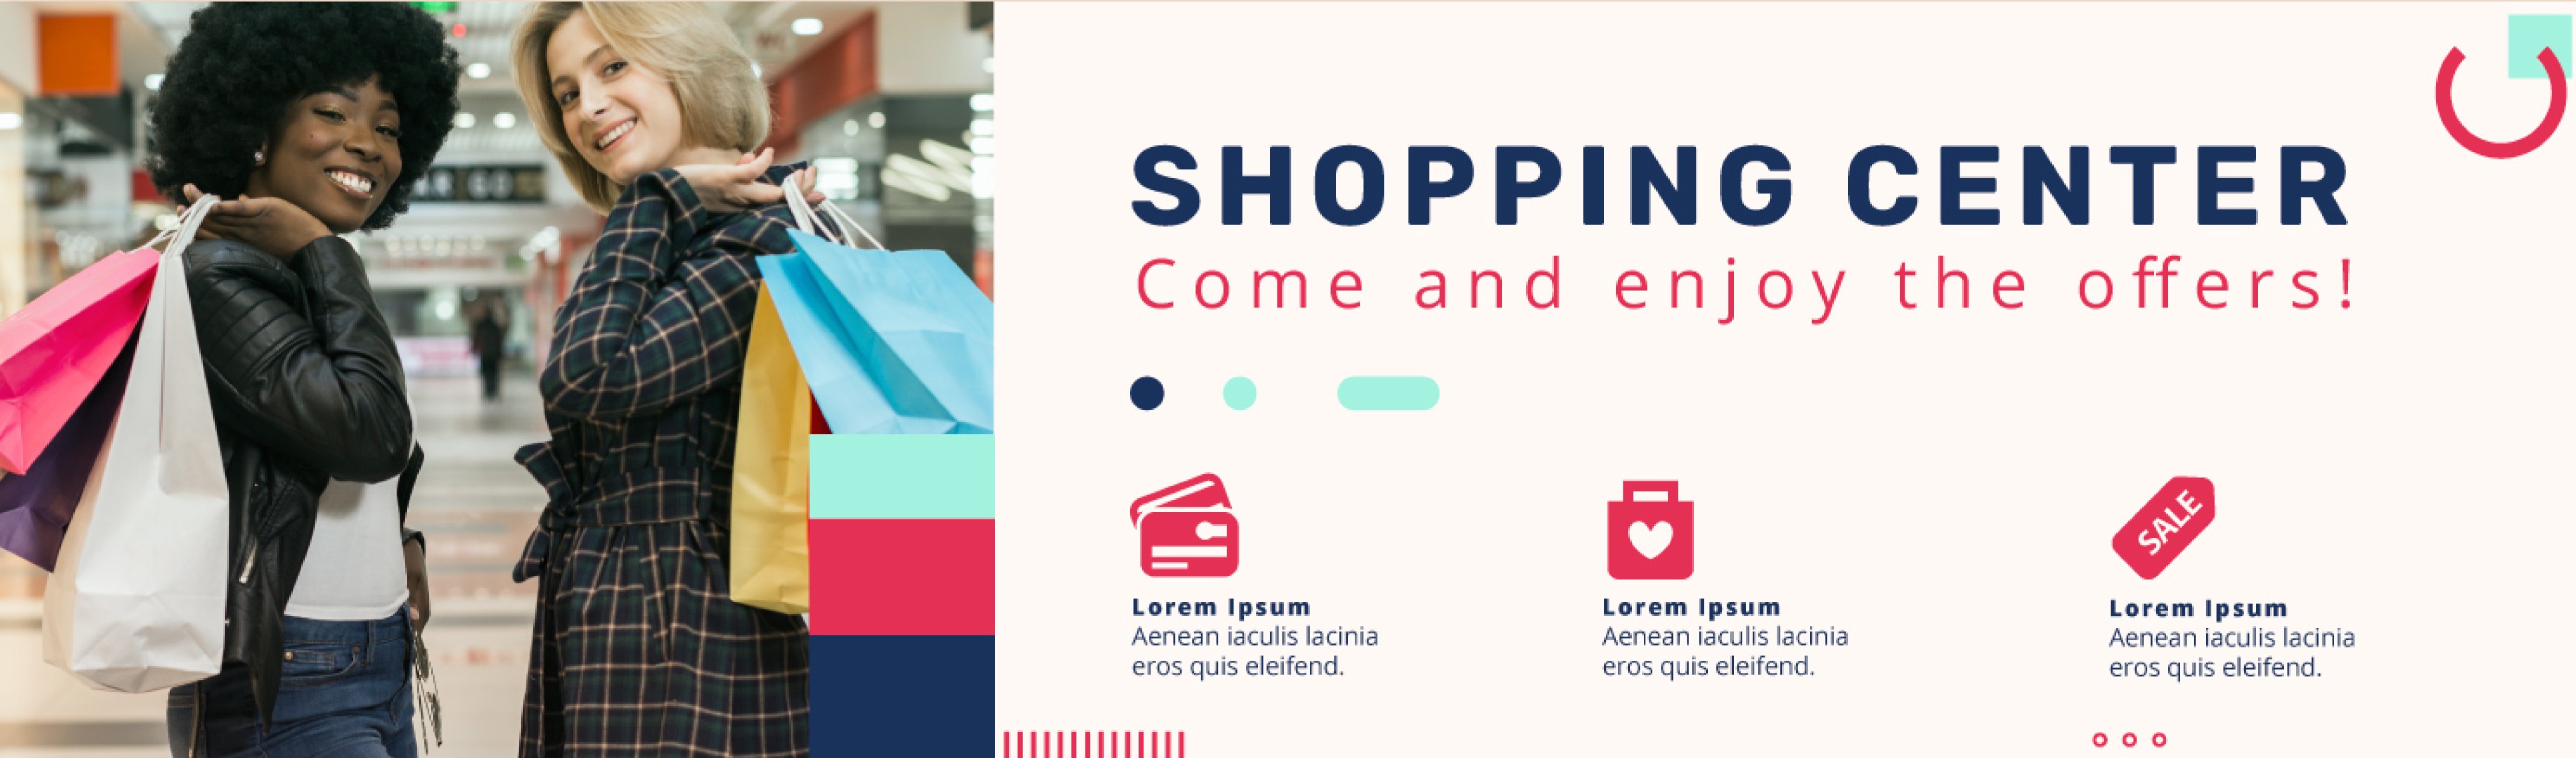 SHOPPING CENTER
Come and enjoy the offers!
SALE
Lorem Ipsum
Aenean iaculis lacinia
eros quis eleifend.
Lorem Ipsum
Aenean iaculis lacinia
eros quis eleifend.
Lorem Ipsum
Aenean iaculis lacinia
eros quis eleifend.